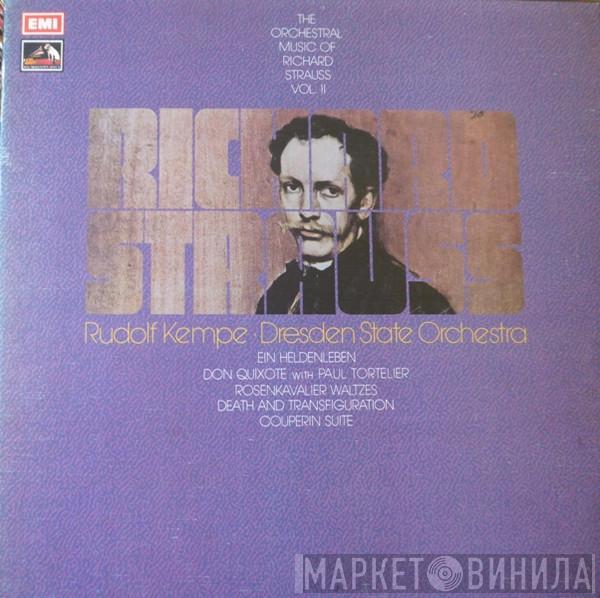 EMI
THE
ORCHESTRAL
MUSIC OF
RICHARD
STRAUSS
VOL. II
RICHARD
STRAUSS
Rudolf Kempe · Dresden State Orchestra
EIN HELDENLEBEN
DON QUIXOTE WITH PAUL TORTELIER
ROSENKAVALIER WALTZES
DEATH AND TRANSFIGURATION
COUPERIN SUITE
МАРКЕТ ВИНИЛА